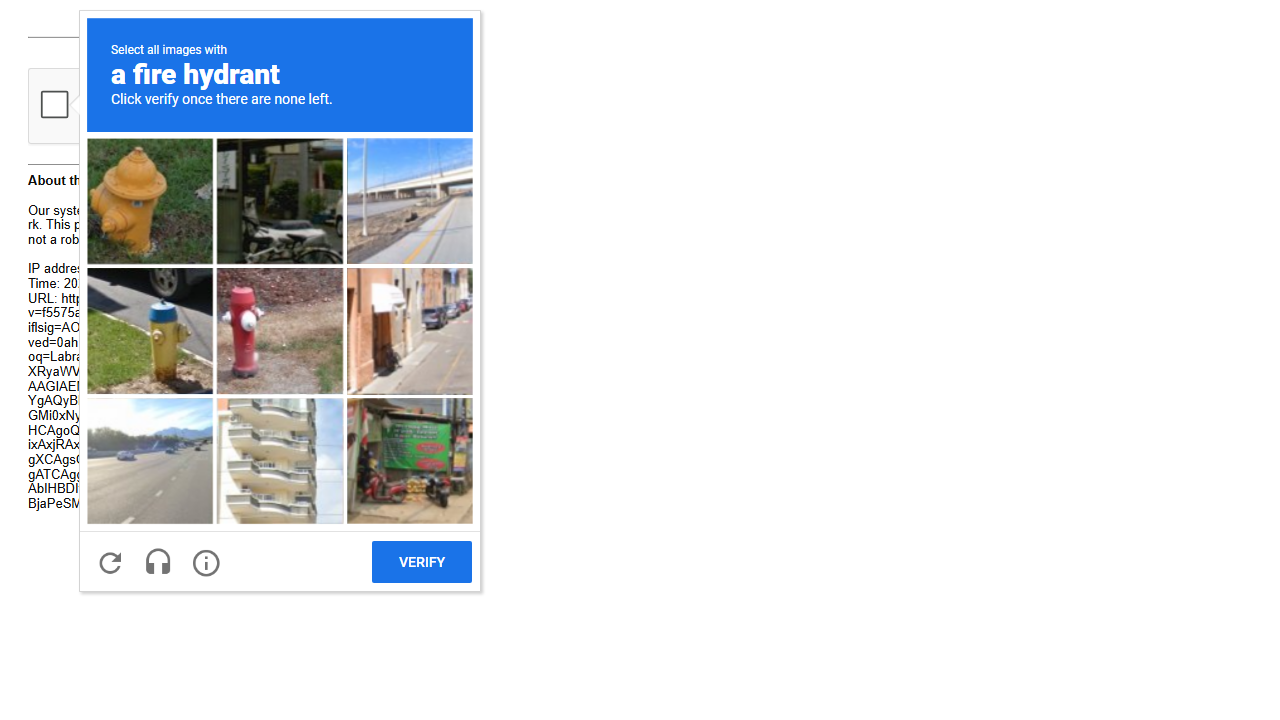 Select all images with
a fire hydrant
Click verify once there are none left.
About th
Our syste
rk. This p
not a rob
IP addres
Time: 20
URL: http
v=f5575a
iflsig=AO
ved=0ah
oq=Labra
XRyaWV
AAGIAEI
YgAQyB
GMi0xNy
HCAgoQ
ixAxjRAx
gXCAgs
gATCAg
AbIHBDI
BjaPeSM
VERIFY